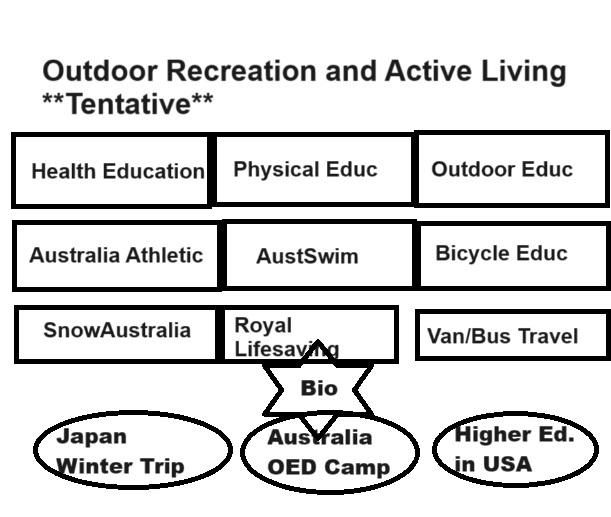 Outdoor Recreation and Active Living
**Tentative**
Health Education
Physical Educ
Outdoor Educ
Australia Athletic
AustSwim
Bicycle Educ
SnowAustralia
Royal
Lifesaving
Van/Bus Travel
Bio
Japan
Winter Trip
Australia
OED Camp
Higher Ed.
in USA